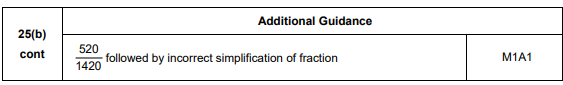 Additional Guidance
25(b)
cont
520
1420
followed by incorrect simplification of fraction
M1A1